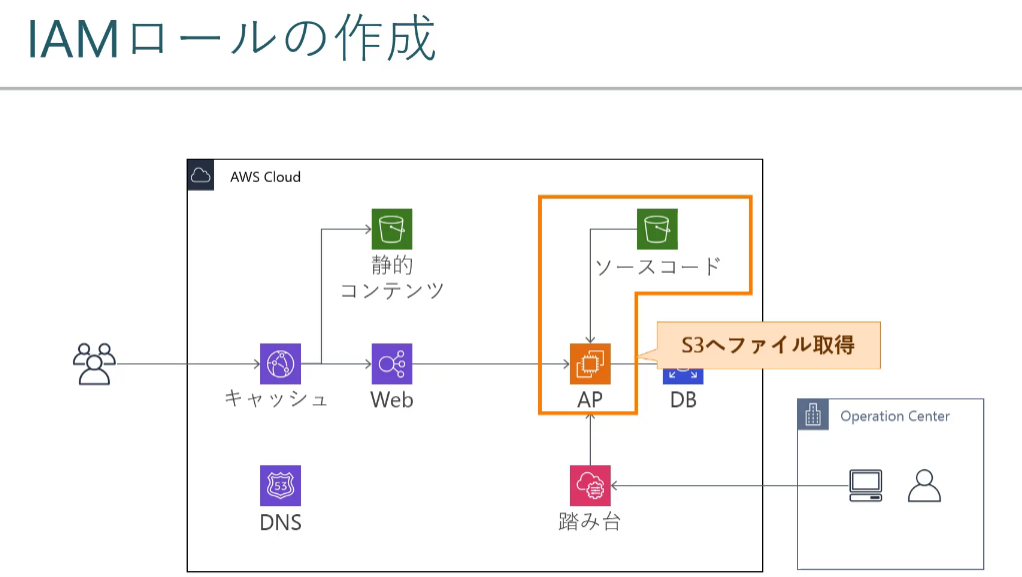 IAMロールの作成
AWS Cloud
静的
コンテンツ
ソースコード
S3へファイル取得
キャッシュ
Web
AP
DB
Operation Center
53
DNS
踏み台